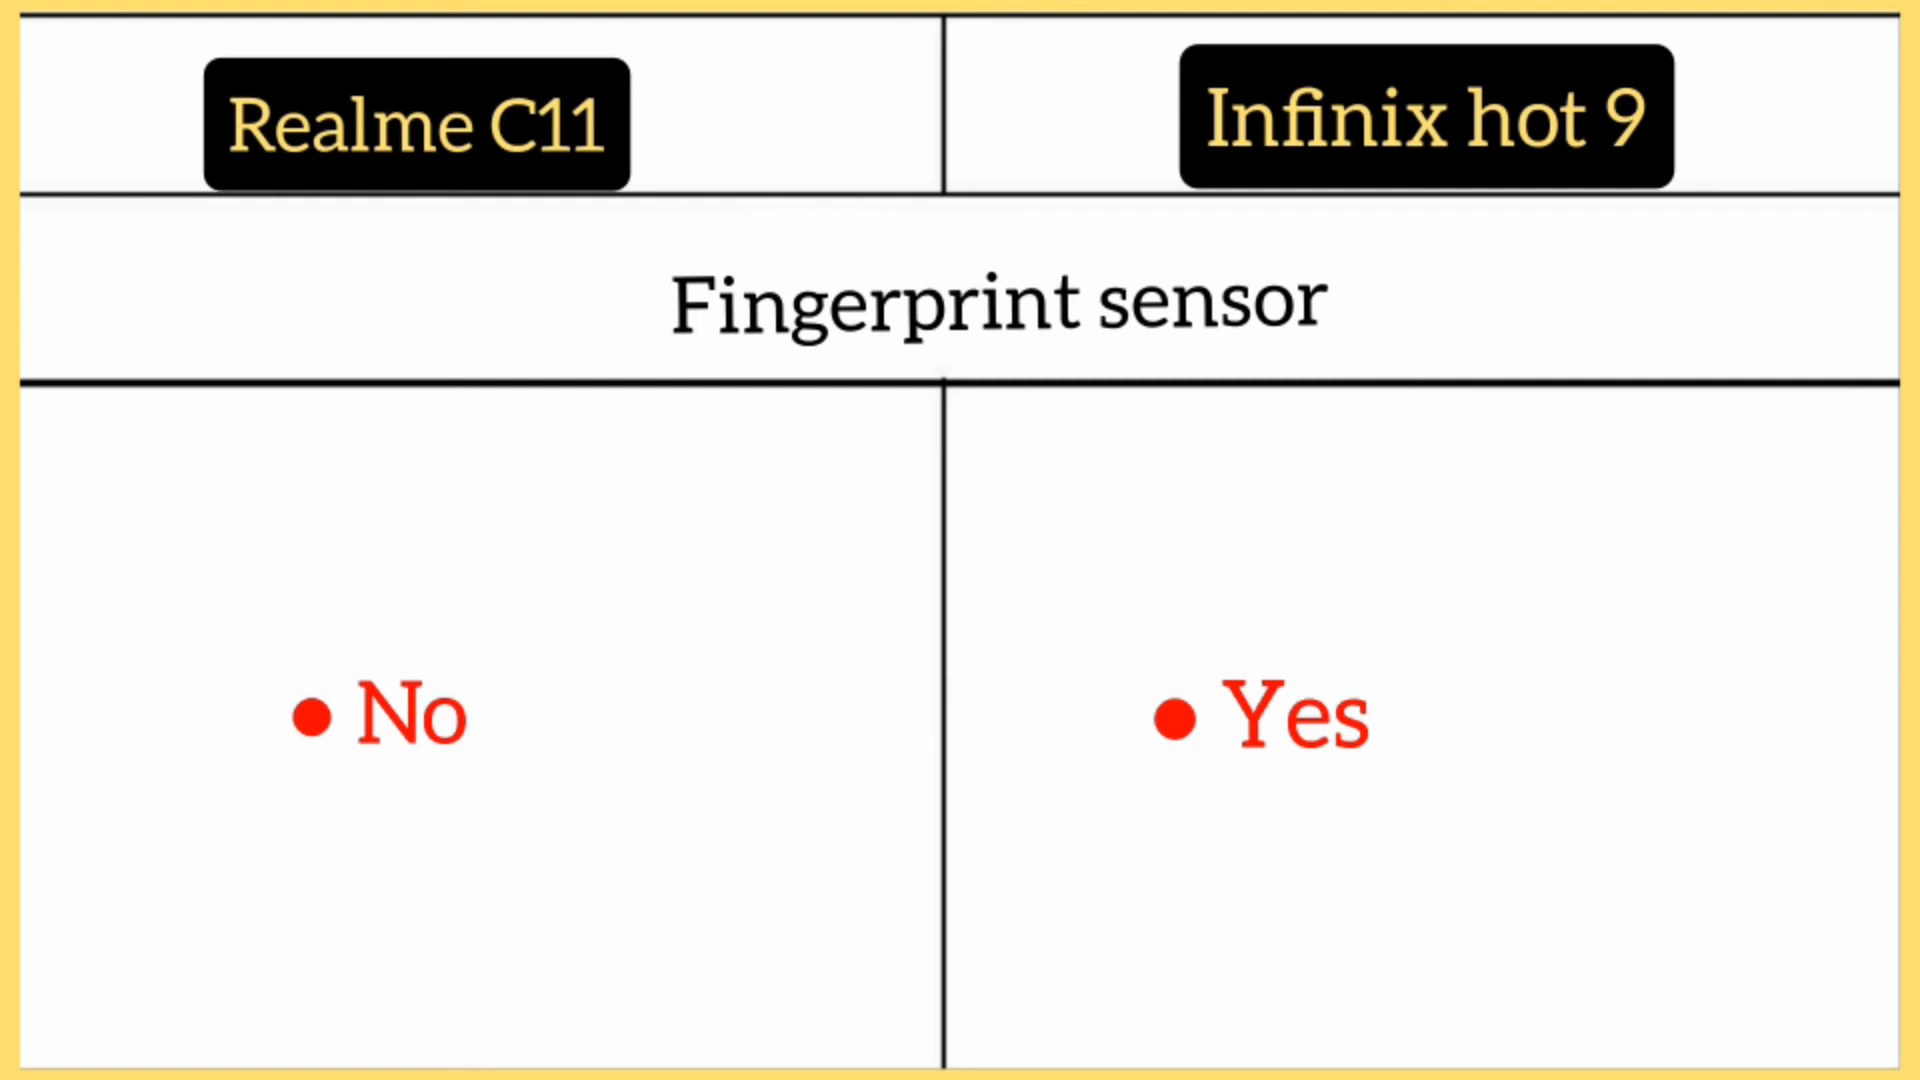 Realme C11
Infinix hot 9
Fingerprint sensor
• No
• Yes